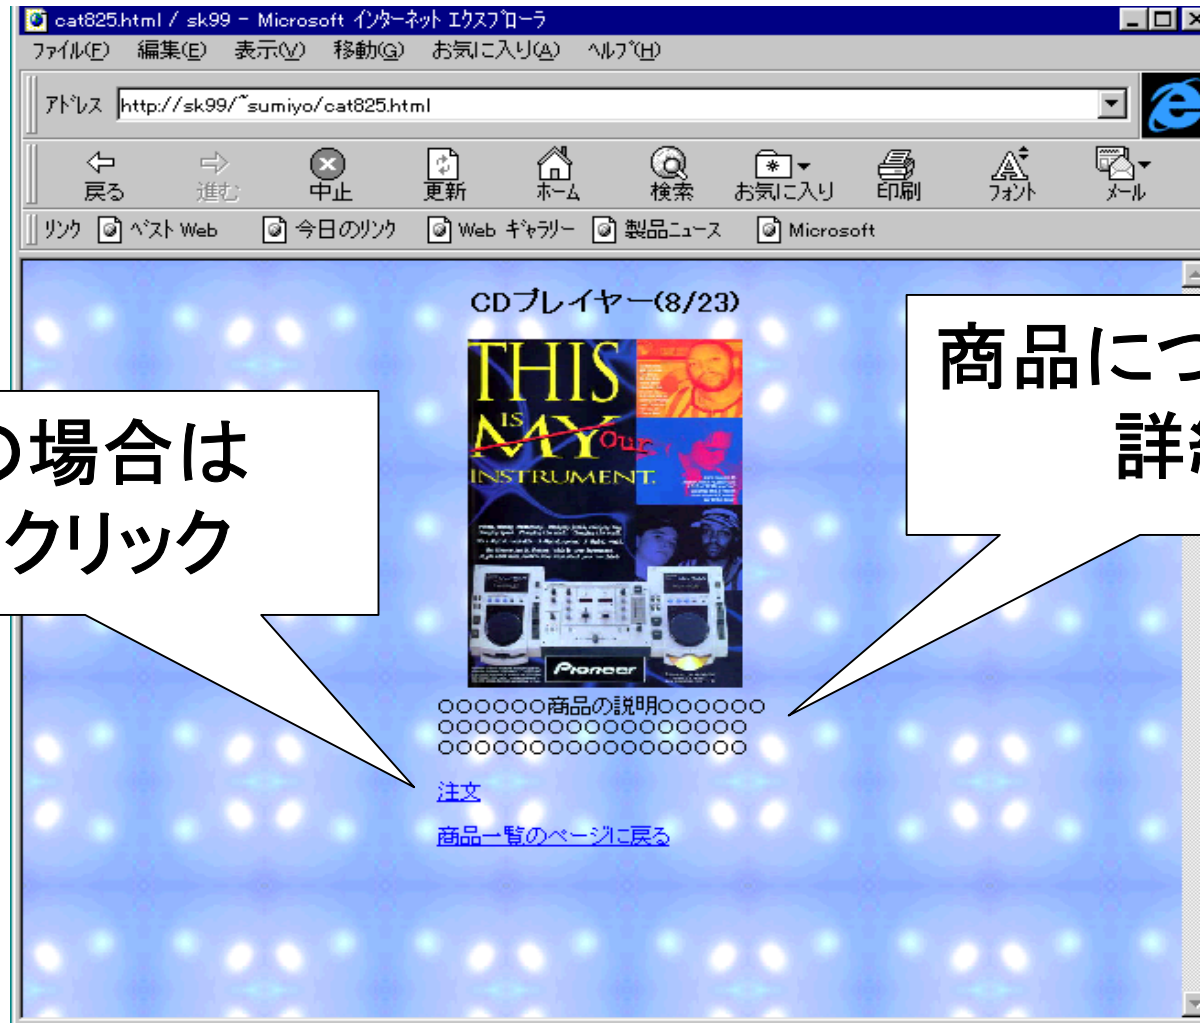 cat825.html / sk99 - Microsoft インターネット エクスプローラ
ファイル(F) 編集(E) 表示(V) 移動(G) お気に入り(A) ヘルプ(H)
アドレス http://sk99/~sumiyo/cat825.html
戻る 進む 中止 更新 ホーム 検索 お気に入り 印刷 フォント メール
リンク ベスト Web 今日のリンク Web ギャラリー 製品ニュース Microsoft
CDプレイヤー(8/23)
商品につ
詳細
の場合は
クリック
THIS
IS
MY Our
INSTRUMENT.
Pioneer
○○○○○○商品の説明○○○○○○
○○○○○○○○○○○○○○○○○
○○○○○○○○○○○○○○○○○
注文
商品一覧のページに戻る